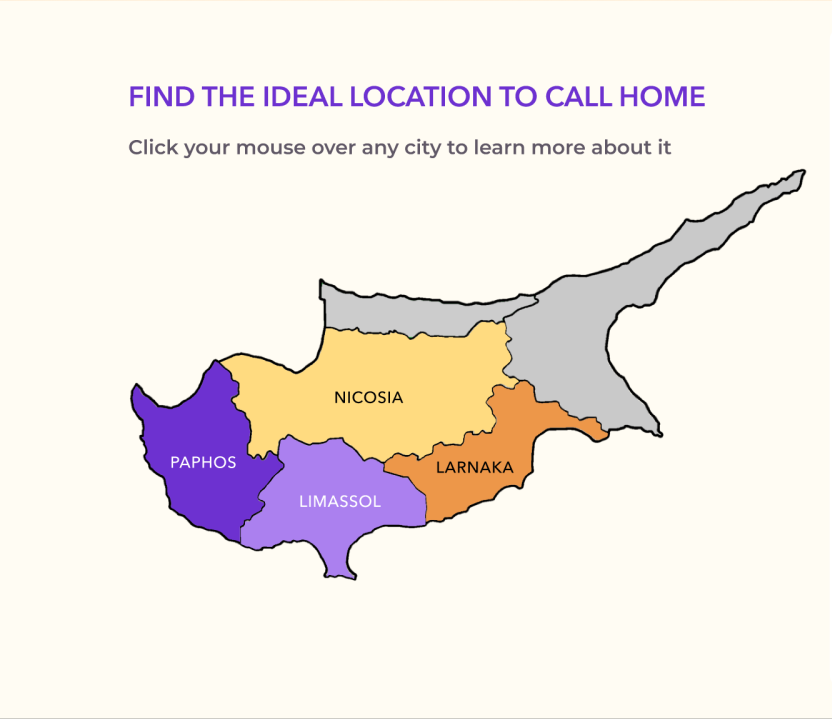 FIND THE IDEAL LOCATION TO CALL HOME
Click your mouse over any city to learn more about it
NICOSIA
PAPHOS
LARNAKA
LIMASSOL